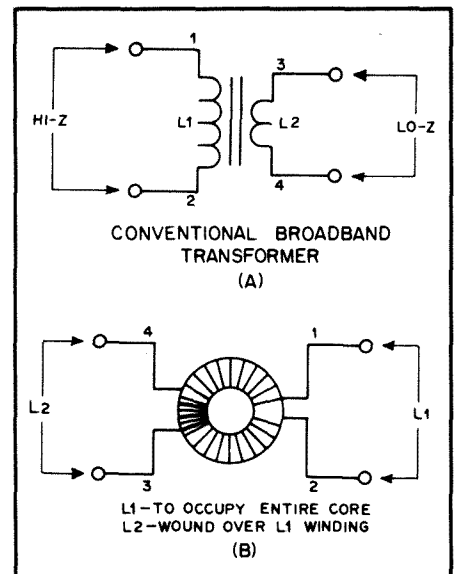 1
3
HI-Z
L1
L2
LO-Z
2
4
CONVENTIONAL BROADBAND
TRANSFORMER
(A)
4
1
L2
L1
3
2
L1-TO OCCUPY ENTIRE CORE
L2-WOUND OVER L1 WINDING
(B)